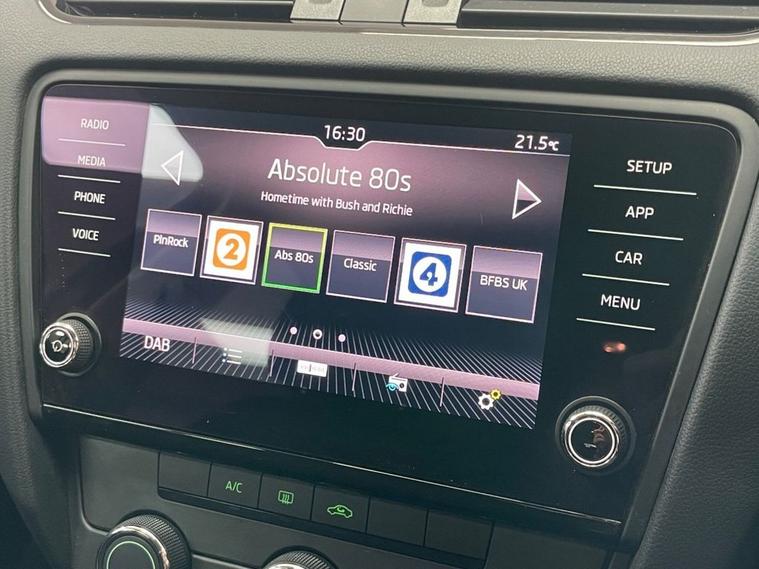 RADIO
MEDIA
PHONE
VOICE
16:30
21.5°C
Absolute 80s
Hometime with Bush and Richie
PlnRock
2
Abs 80s
Classic
4
BFBS UK
DAB
SETUP
APP
CAR
MENU
A/C